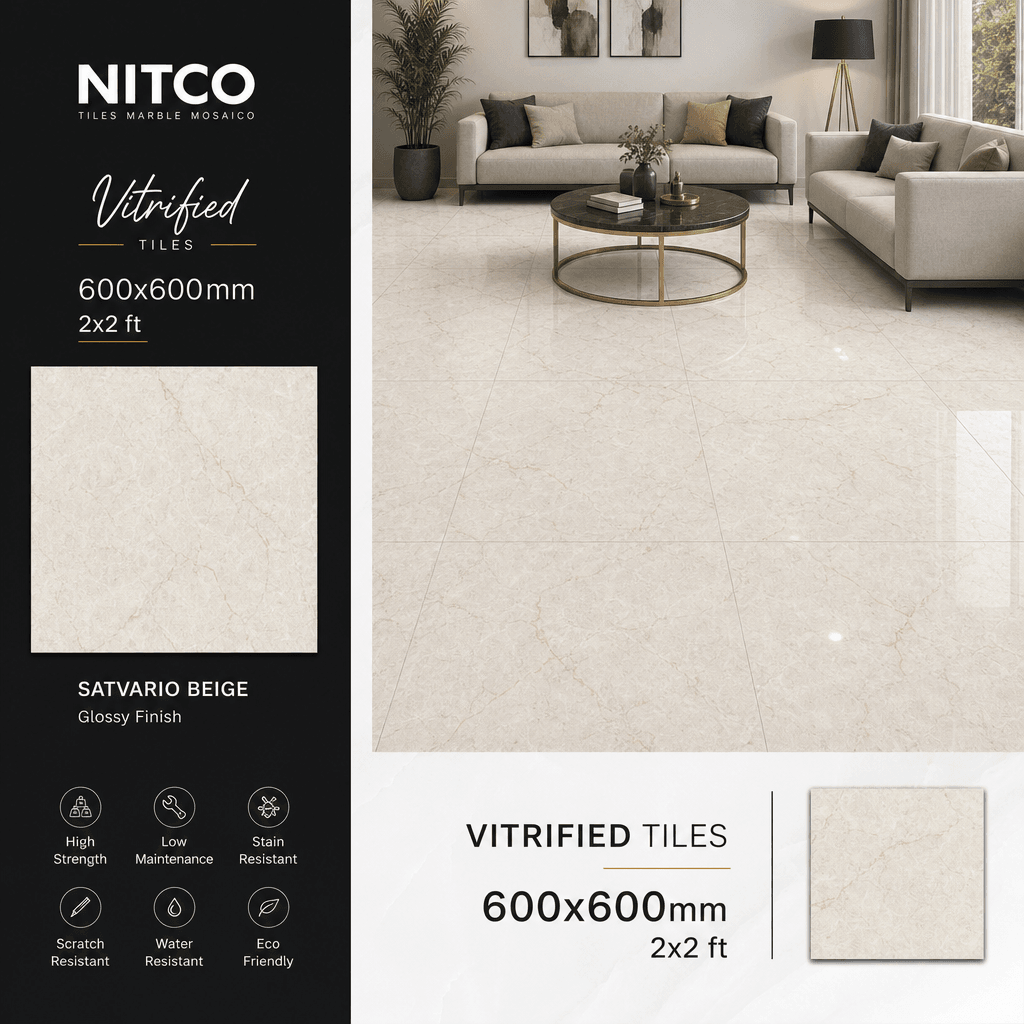 NITCO
TILES MARBLE MOSAICO
Vitrified
TILES
600x600mm
2x2 ft
SATVARIO BEIGE
Glossy Finish
High
Strength
Low
Maintenance
Stain
Resistant
Scratch
Resistant
Water
Resistant
Eco
Friendly
VITRIFIED TILES
600x600mm
2x2 ft